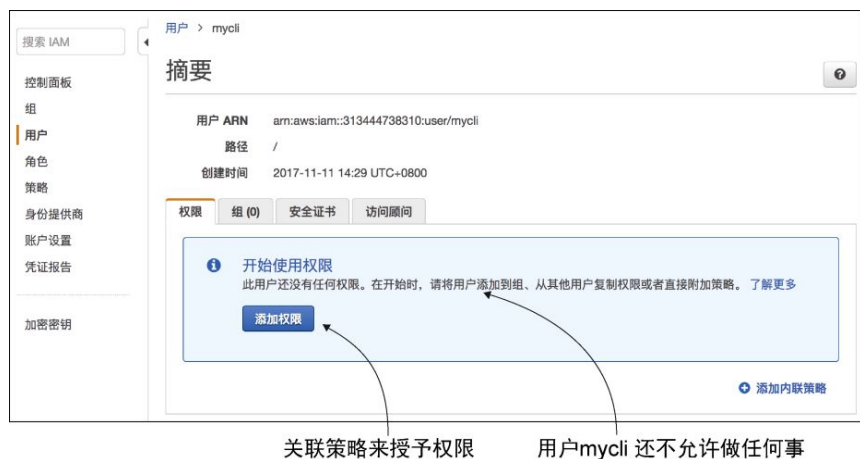 搜索 IAM
控制面板
组
用户
角色
策略
身份提供商
账户设置
凭证报告
加密密钥
用户 > mycli
摘要
用户 ARN arn:aws:iam::313444738310:user/mycli
路径 /
创建时间 2017-11-11 14:29 UTC+0800
权限 组 (0) 安全证书 访问顾问
开始使用权限
此用户还没有任何权限。在开始时，请将用户添加到组、从其他用户复制权限或者直接附加策略。 了解更多
添加权限
添加内联策略
关联策略来授予权限 用户mycli 还不允许做任何事